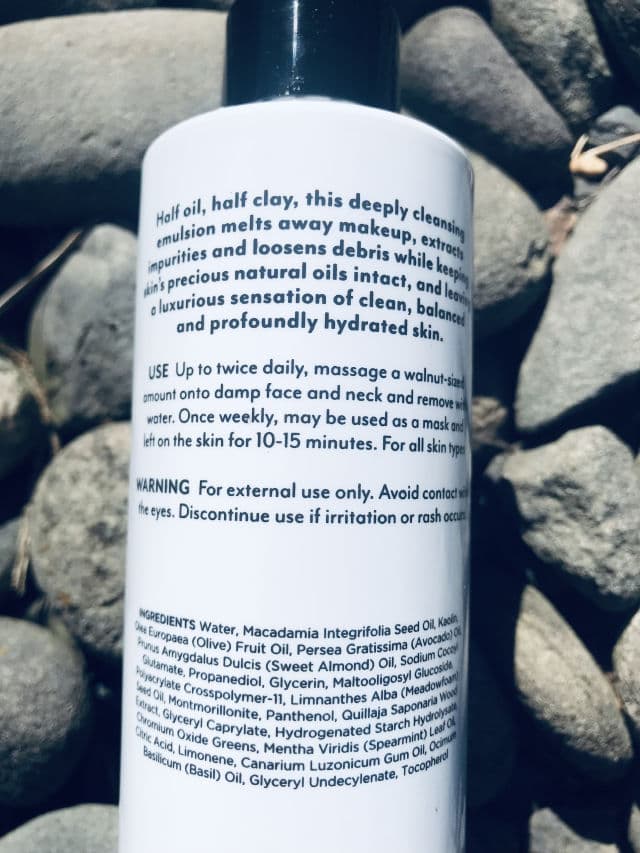 Half oil, half clay, this deeply cleansing
emulsion melts away makeup, extracts
impurities and loosens debris while keeping
skin's precious natural oils intact, and leaving
a luxurious sensation of clean, balanced
and profoundly hydrated skin.
USE Up to twice daily, massage a walnut-sized
amount onto damp face and neck and remove with
water. Once weekly, may be used as a mask and
left on the skin for 10-15 minutes. For all skin types
WARNING For external use only. Avoid contact with
the eyes. Discontinue use if irritation or rash occurs
INGREDIENTS Water, Macadamia Integrifolia Seed Oil, Kaolin,
Olea Europaea (Olive) Fruit Oil, Persea Gratissima (Avocado) Oil,
Prunus Amygdalus Dulcis (Sweet Almond) Oil, Sodium Cocoyl
Glutamate, Propanediol, Glycerin, Maltooligosyl Glucoside,
Polyacrylate Crosspolymer-11, Limnanthes Alba (Meadowfoam)
Seed Oil, Montmorillonite, Panthenol, Quillaja Saponaria Wood
Extract, Glyceryl Caprylate, Hydrogenated Starch Hydrolysate,
Chromium Oxide Greens, Mentha Viridis (Spearmint) Leaf Oil,
Citric Acid, Limonene, Canarium Luzonicum Gum Oil, Ocimum
Basilicum (Basil) Oil, Glyceryl Undecylenate, Tocopherol